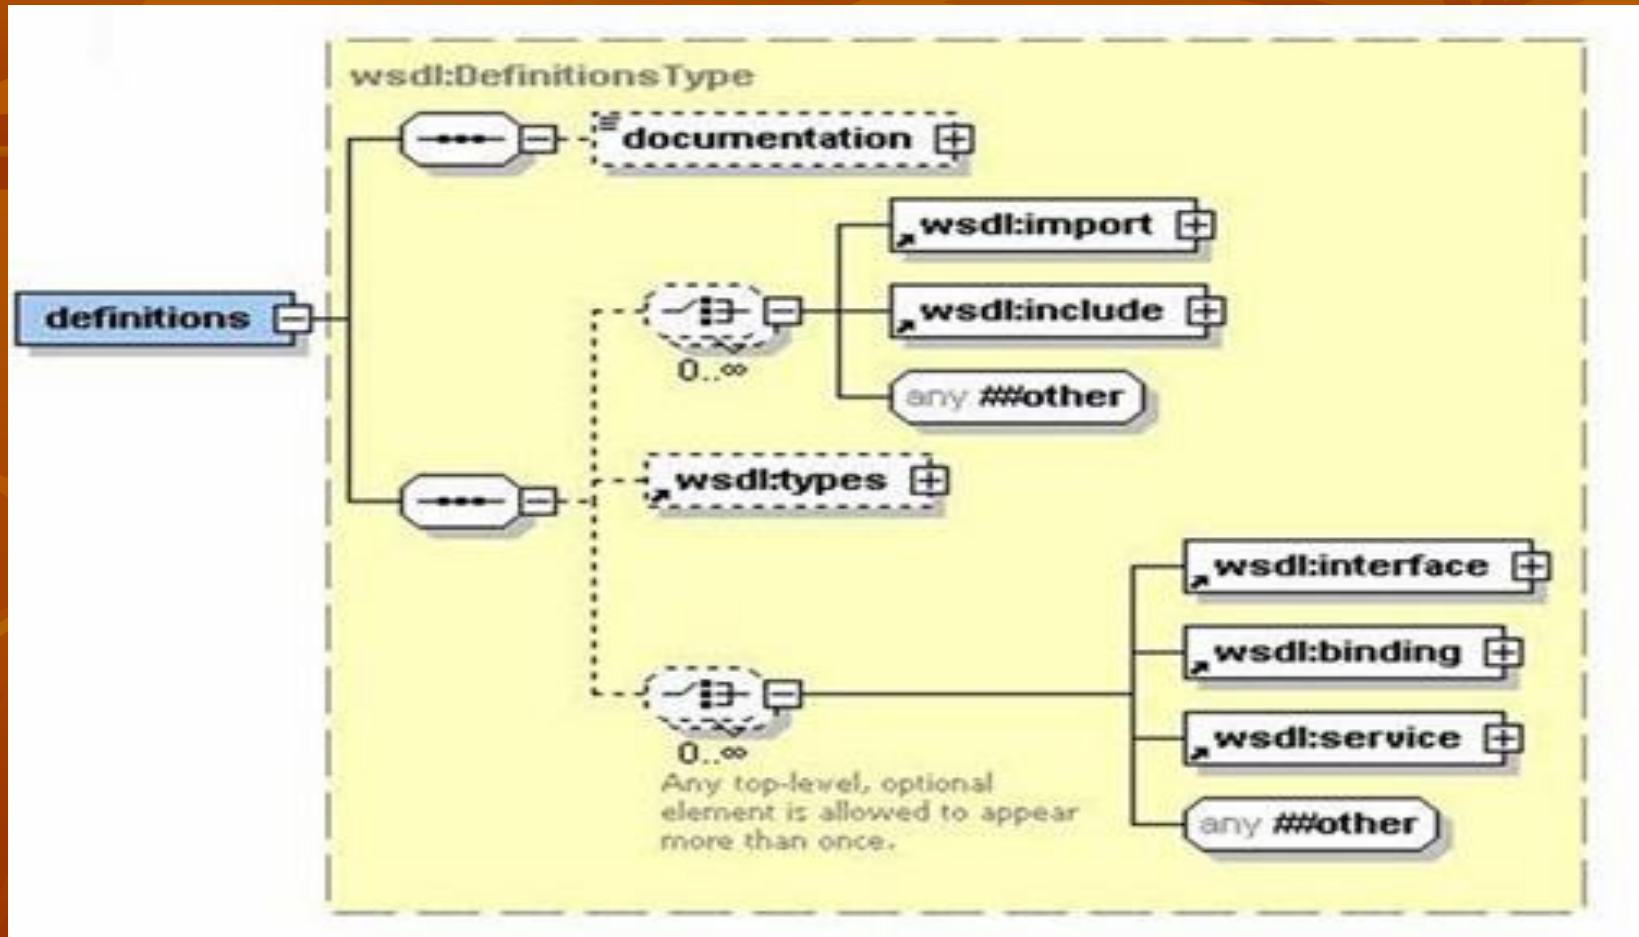 wsdl:DefinitionsType
documentation
wsdl:import
definitions
wsdl:include
0..∞
any ##other
wsdl:types
wsdl:interface
wsdl:binding
wsdl:service
0..∞
Any top-level, optional
element is allowed to appear
more than once.
any ##other